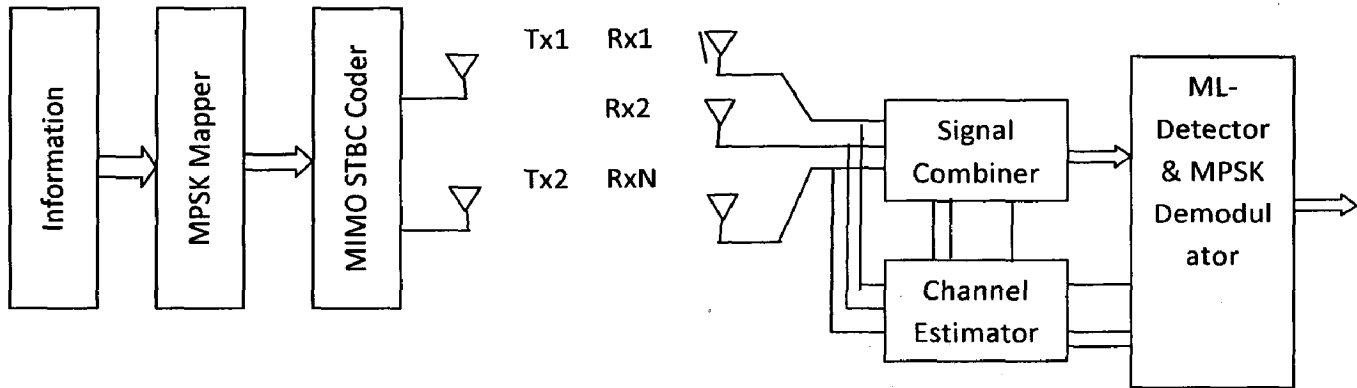 Information
MPSK Mapper
MIMO STBC Coder
Tx1
Rx1
Rx2
Tx2
RxN
Signal
Combiner
Channel
Estimator
ML-
Detector
& MPSK
Demodul
ator